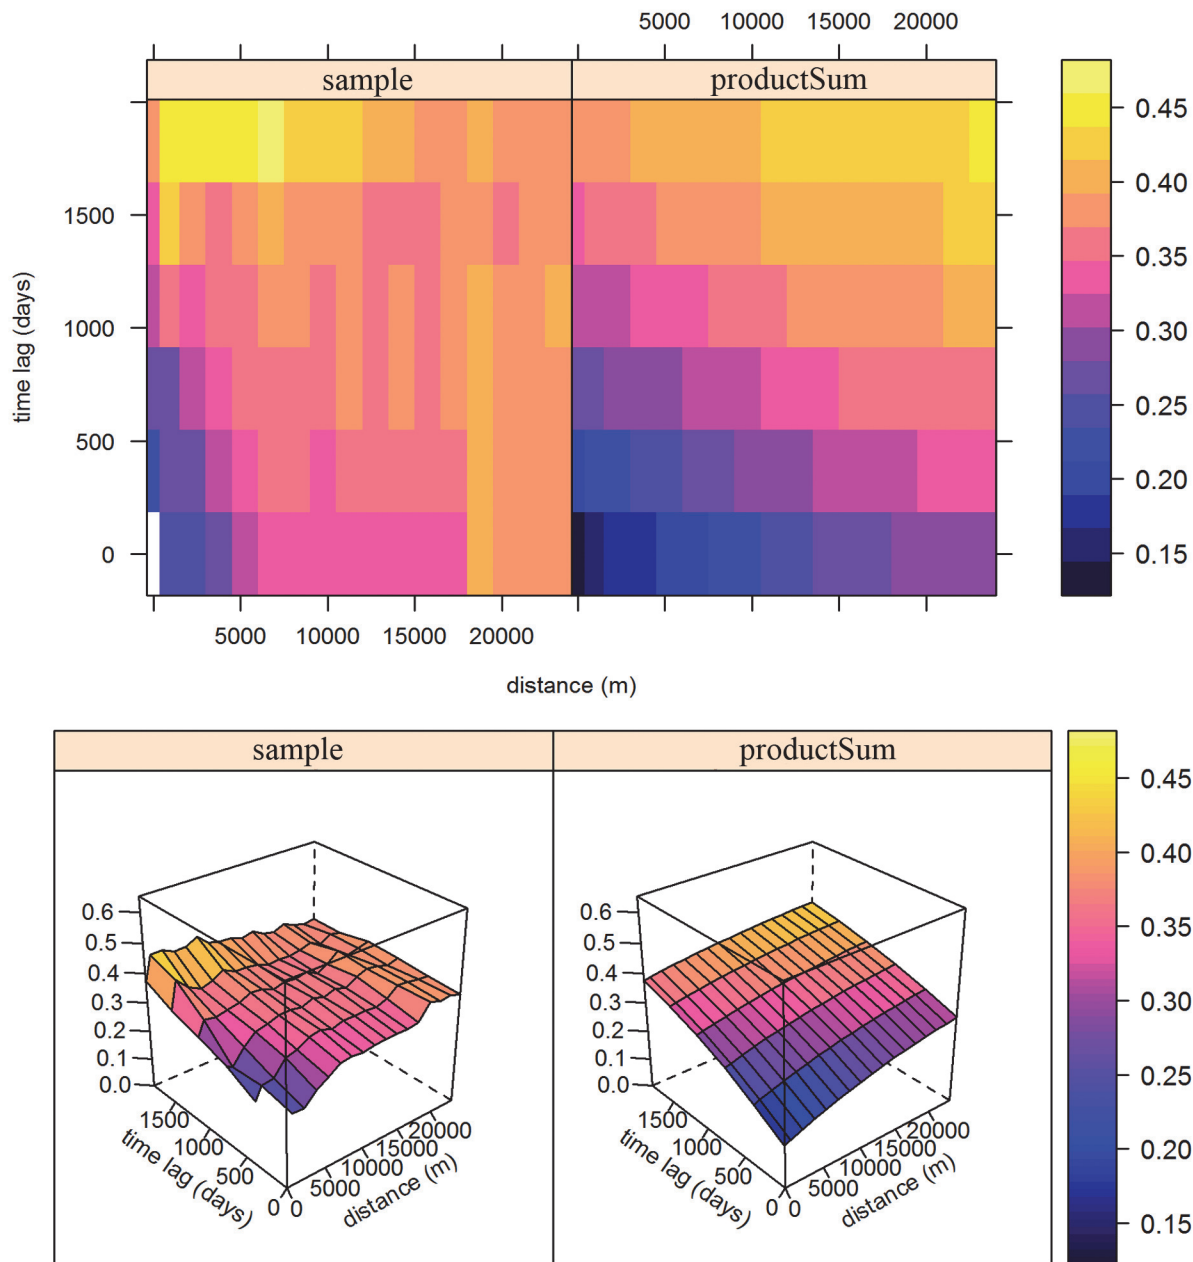 5000 10000 15000 20000
sample productSum
0.45
0.40
1500
0.35
time lag (days)
1000
0.30
0.25
500
0.20
0
0.15
5000 10000 15000 20000
distance (m)
sample productSum
0.45
0.40
0.6 0.6
0.5 0.5
0.4 0.4
0.35
0.3 0.3
0.2 0.2
0.30
0.1 0.1
0.0 0.0
0.25
1500 1500
1000 1000
500 500
0 0
time lag (days) time lag (days)
0 5000 10000 15000 20000
0 5000 10000 15000 20000
distance (m) distance (m)
0.20
0.15